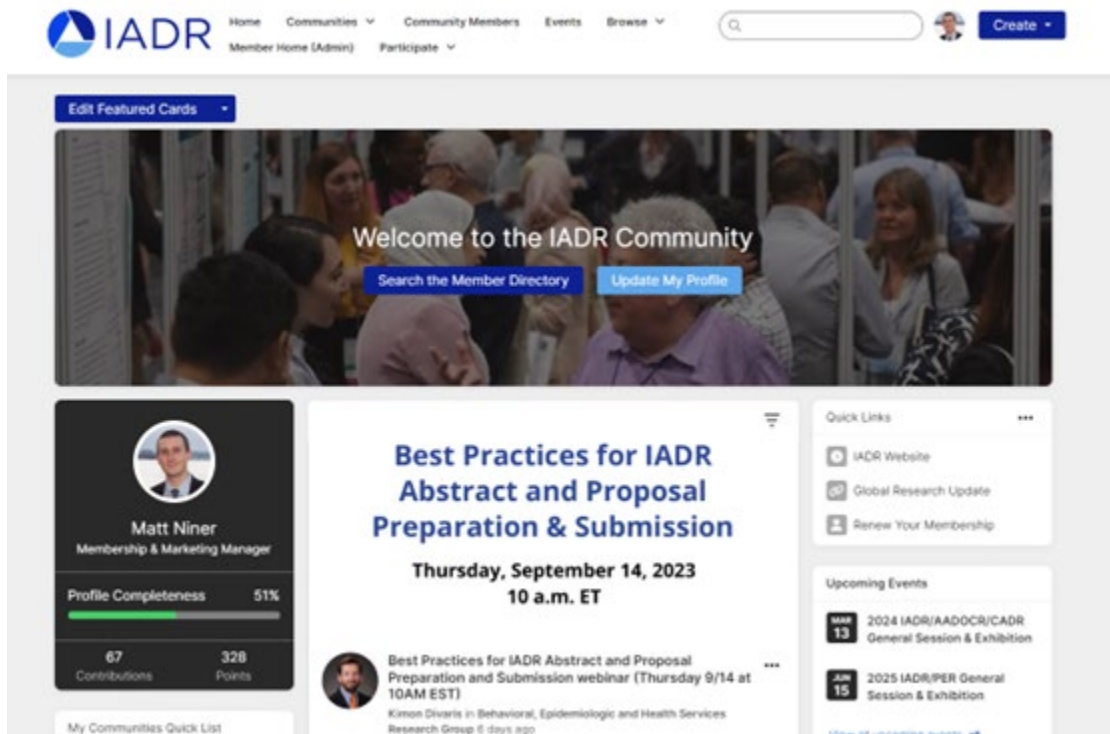 IADR
Home Communities Community Members Events Browse
Member Home (Admin) Participate
Create
Edit Featured Cards
Welcome to the IADR Community
Search the Member Directory Update My Profile
Matt Niner
Membership & Marketing Manager
Profile Completeness 51%
67 328
Contributions Points
My Communities Quick List
Best Practices for IADR
Abstract and Proposal
Preparation & Submission
Thursday, September 14, 2023
10 a.m. ET
Best Practices for IADR Abstract and Proposal
Preparation and Submission webinar (Thursday 9/14 at
10AM EST)
Kimon Divaris in Behavioral, Epidemiologic and Health Services
Research Group 6 days ago
Quick Links
IADR Website
Global Research Update
Renew Your Membership
Upcoming Events
MAR
13
2024 IADR/AADOCR/CADR
General Session & Exhibition
JUN
15
2025 IADR/PER General
Session & Exhibition